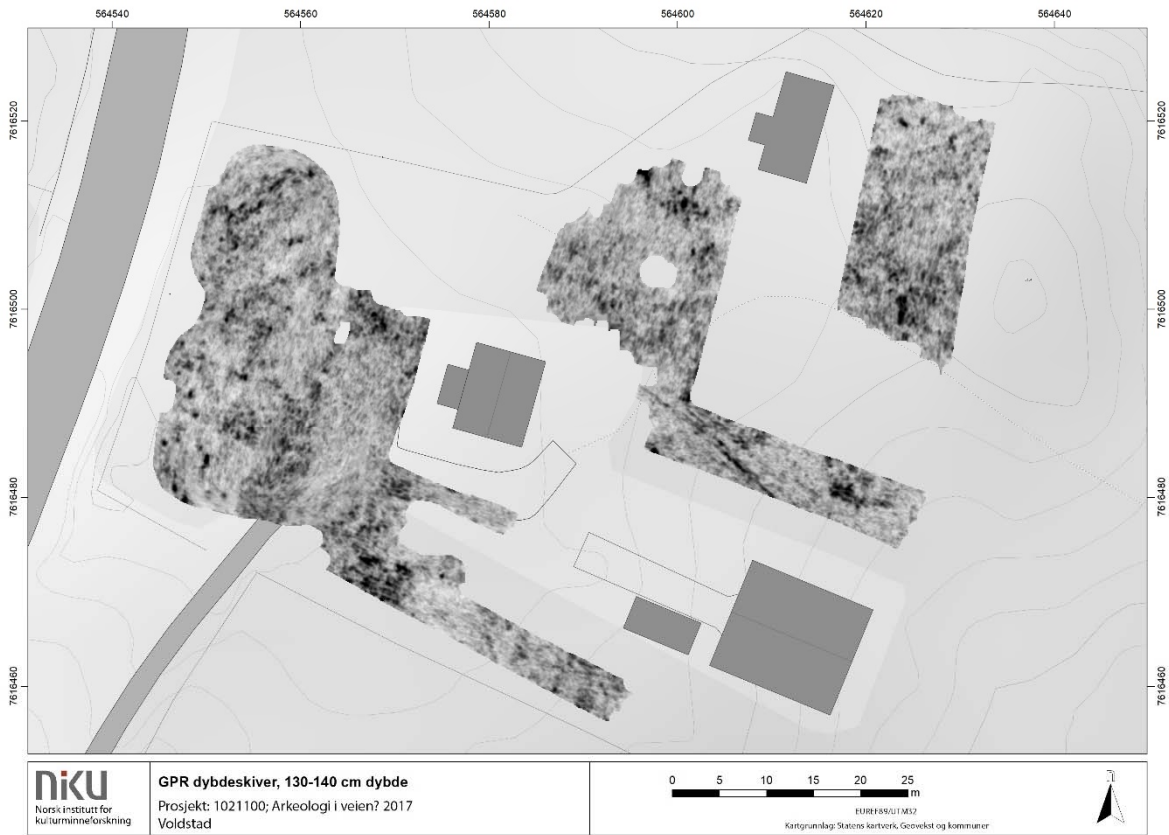 564540 564560 564580 564600 564620 564640
7616520 7616520
7616500 7616500
7616480 7616480
7616460 7616460
niku
Norsk institutt for
kulturminneforskning
GPR dybdeskiver, 130-140 cm dybde
Prosjekt: 1021100; Arkeologi i veien? 2017
Voldstad
0 5 10 15 20 25
m
EUREF89/UTM32
Kartgrunnlag: Statens kartverk, Geovekst og kommuner